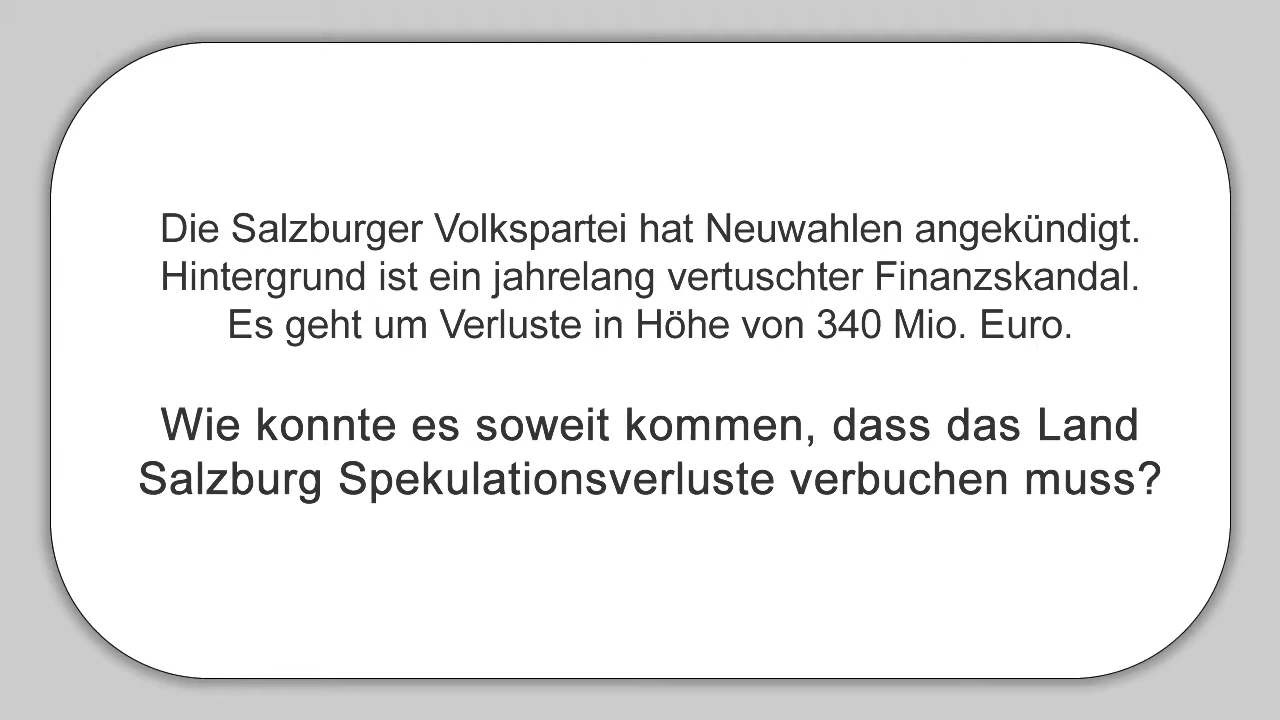 Die Salzburger Volkspartei hat Neuwahlen angekündigt.
Hintergrund ist ein jahrelang vertuschter Finanzskandal.
Es geht um Verluste in Höhe von 340 Mio. Euro.
Wie konnte es soweit kommen, dass das Land
Salzburg Spekulationsverluste verbuchen muss?